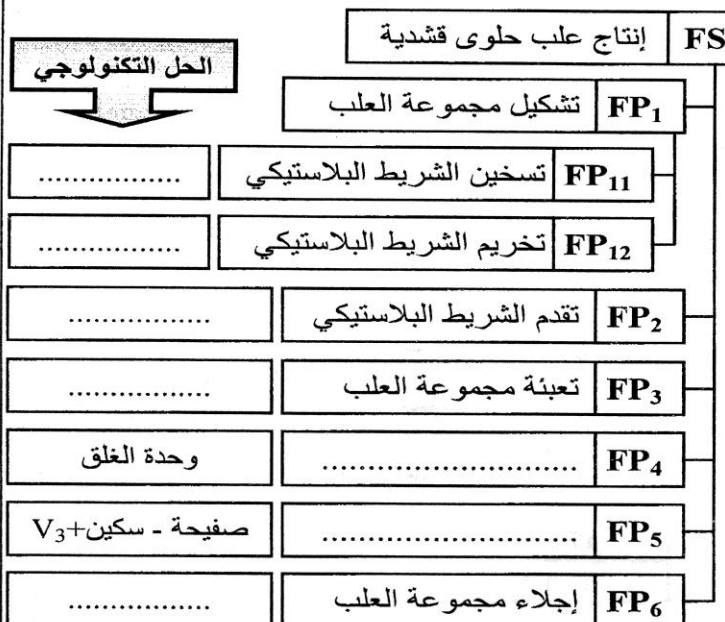 FS إنتاج علب حلوى قشدية
الحل التكنولوجي
FP₁ تشكيل مجموعة العلب
FP₁₁ تسخين الشريط البلاستيكي .................
FP₁₂ تخريم الشريط البلاستيكي .................
FP₂ تقدم الشريط البلاستيكي .................
FP₃ تعبئة مجموعة العلب .................
FP₄ ............................ وحدة الغلق
FP₅ ............................ صفيحة - سكين+V₃
FP₆ إجلاء مجموعة العلب .................